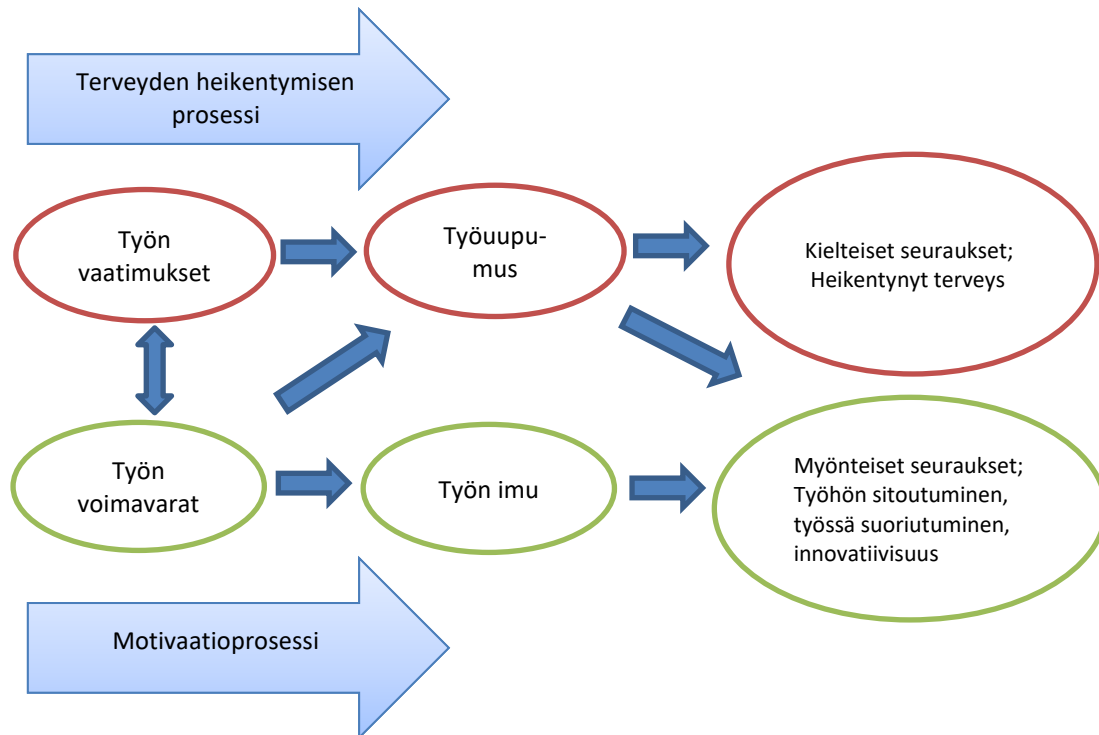 Terveyden heikentymisen
prosessi
Työn
vaatimukset
Työuupu-
mus
Kielteiset seuraukset;
Heikentynyt terveys
Työn
voimavarat
Työn imu
Myönteiset seuraukset;
Työhön sitoutuminen,
työssä suoriutuminen,
innovatiivisuus
Motivaatioprosessi